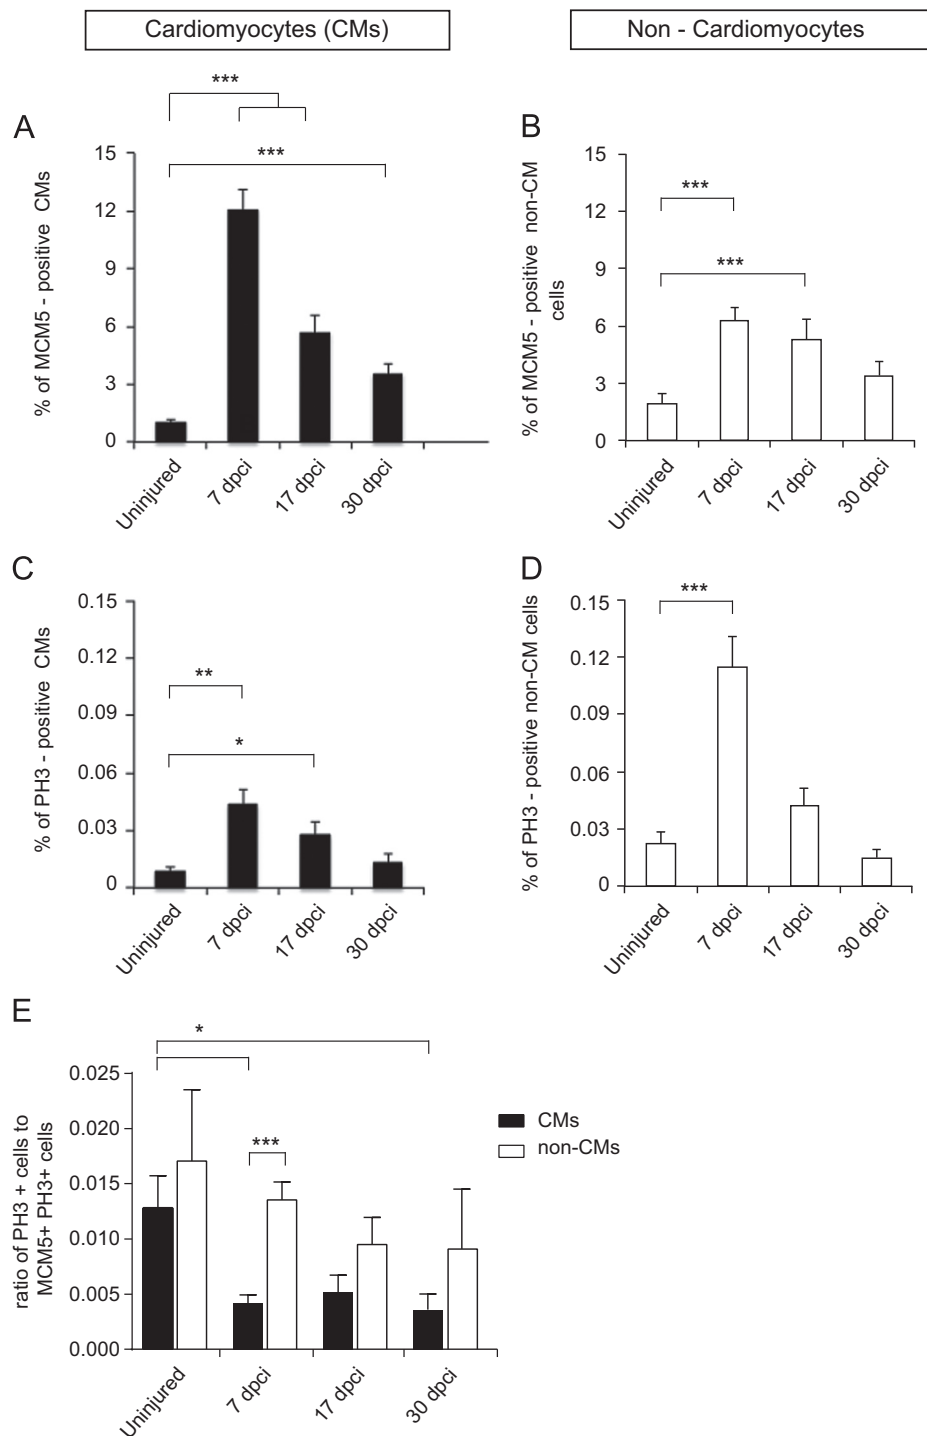 Cardiomyocytes (CMs)
Non - Cardiomyocytes
A
***
***
% of MCM5 - positive CMs
15
12
9
6
3
0
Uninjured
7 dpci
17 dpci
30 dpci
B
***
***
% of MCM5 - positive non-CM
cells
15
12
9
6
3
0
Uninjured
7 dpci
17 dpci
30 dpci
C
**
*
% of PH3 - positive CMs
0.15
0.12
0.09
0.06
0.03
0
Uninjured
7 dpci
17 dpci
30 dpci
D
***
% of PH3 - positive non-CM cells
0.15
0.12
0.09
0.06
0.03
0
Uninjured
7 dpci
17 dpci
30 dpci
E
*
***
ratio of PH3 + cells to
MCM5+ PH3+ cells
0.025
0.020
0.015
0.010
0.005
0.000
Uninjured
7 dpci
17 dpci
30 dpci
CMs
non-CMs